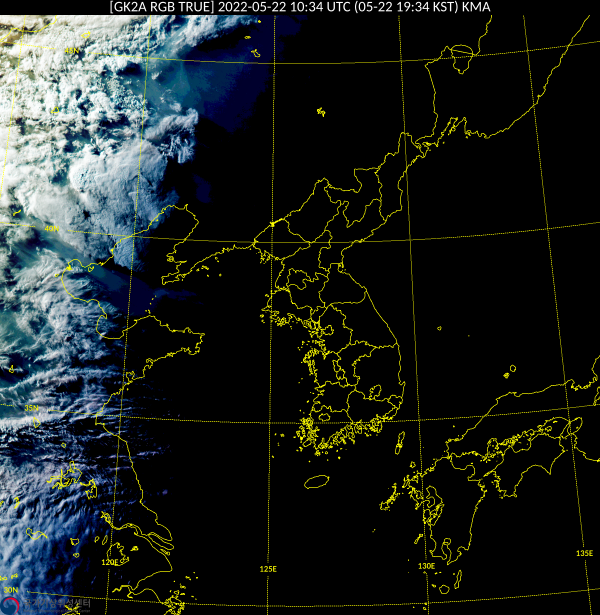 [GK2A RGB TRUE] 2022-05-22 10:34 UTC (05-22 19:34 KST) KMA
45N
40N
35N
120E
125E
130E
135E
30N